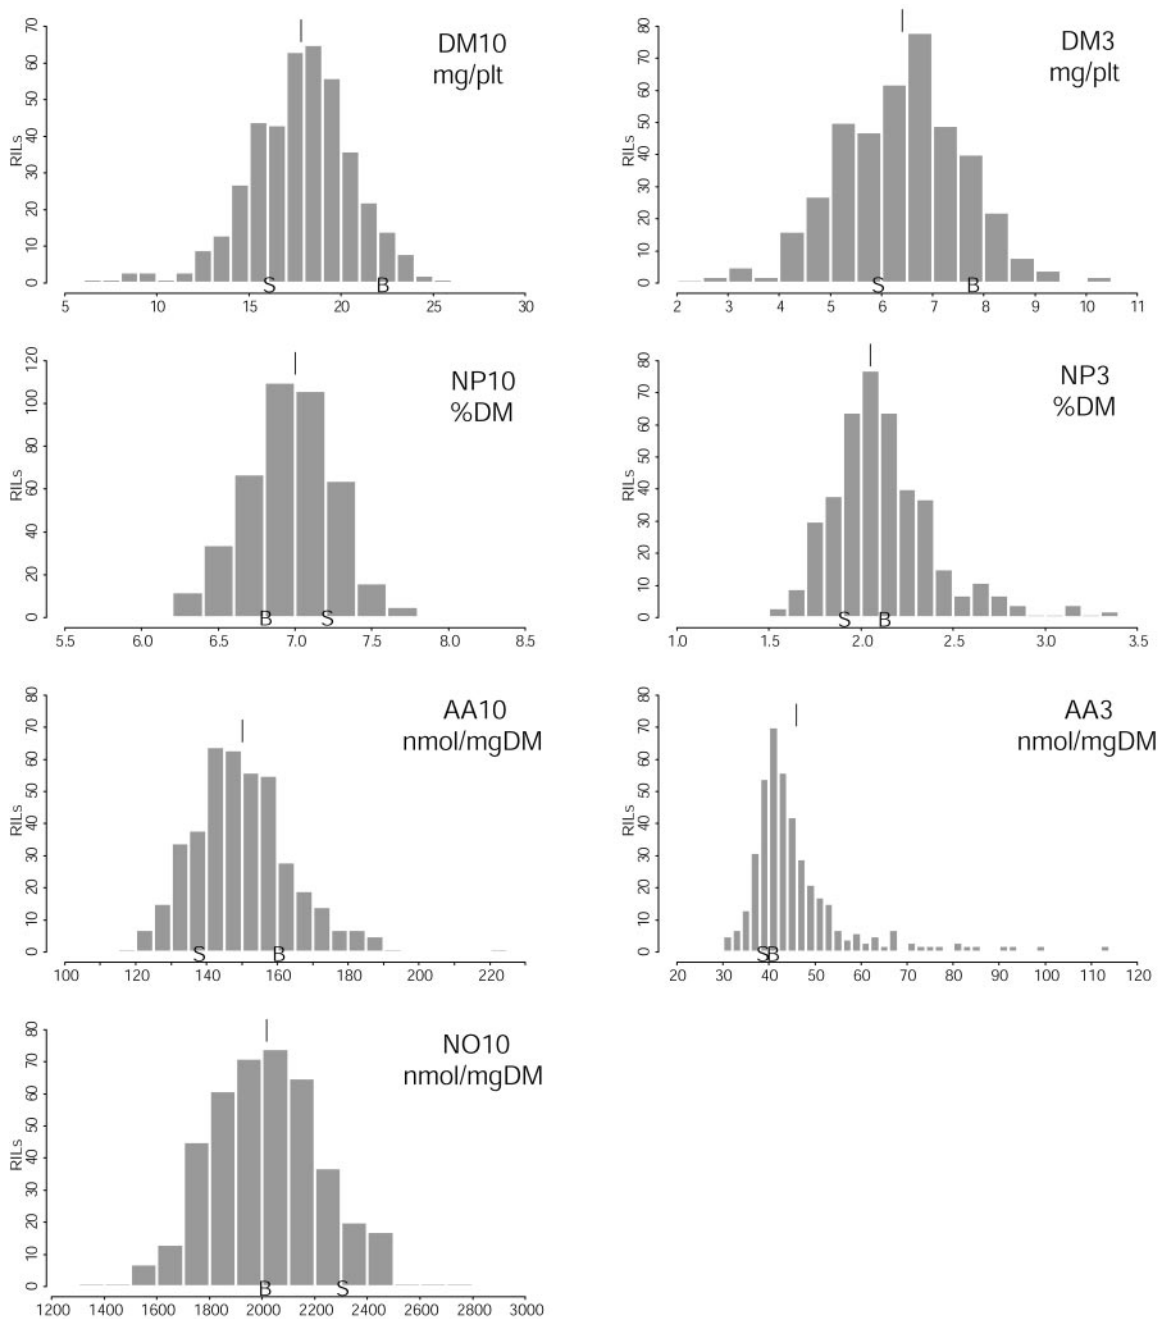 DM10
mg/plt
RILs
0 10 20 30 40 50 60 70
S B
5 10 15 20 25 30
DM3
mg/plt
RILs
0 10 20 30 40 50 60 70 80
S B
2 3 4 5 6 7 8 9 10 11
NP10
%DM
RILs
0 20 40 60 80 100 120
B S
5.5 6.0 6.5 7.0 7.5 8.0 8.5
NP3
%DM
RILs
0 10 20 30 40 50 60 70 80
S B
1.0 1.5 2.0 2.5 3.0 3.5
AA10
nmol/mgDM
RILs
0 10 20 30 40 50 60 70 80
S B
100 120 140 160 180 200 220
AA3
nmol/mgDM
RILs
0 10 20 30 40 50 60 70 80
S B
20 30 40 50 60 70 80 90 100 120
NO10
nmol/mgDM
RILs
0 10 20 30 40 50 60 70 80
B S
1200 1400 1600 1800 2000 2200 2400 2600 2800 3000